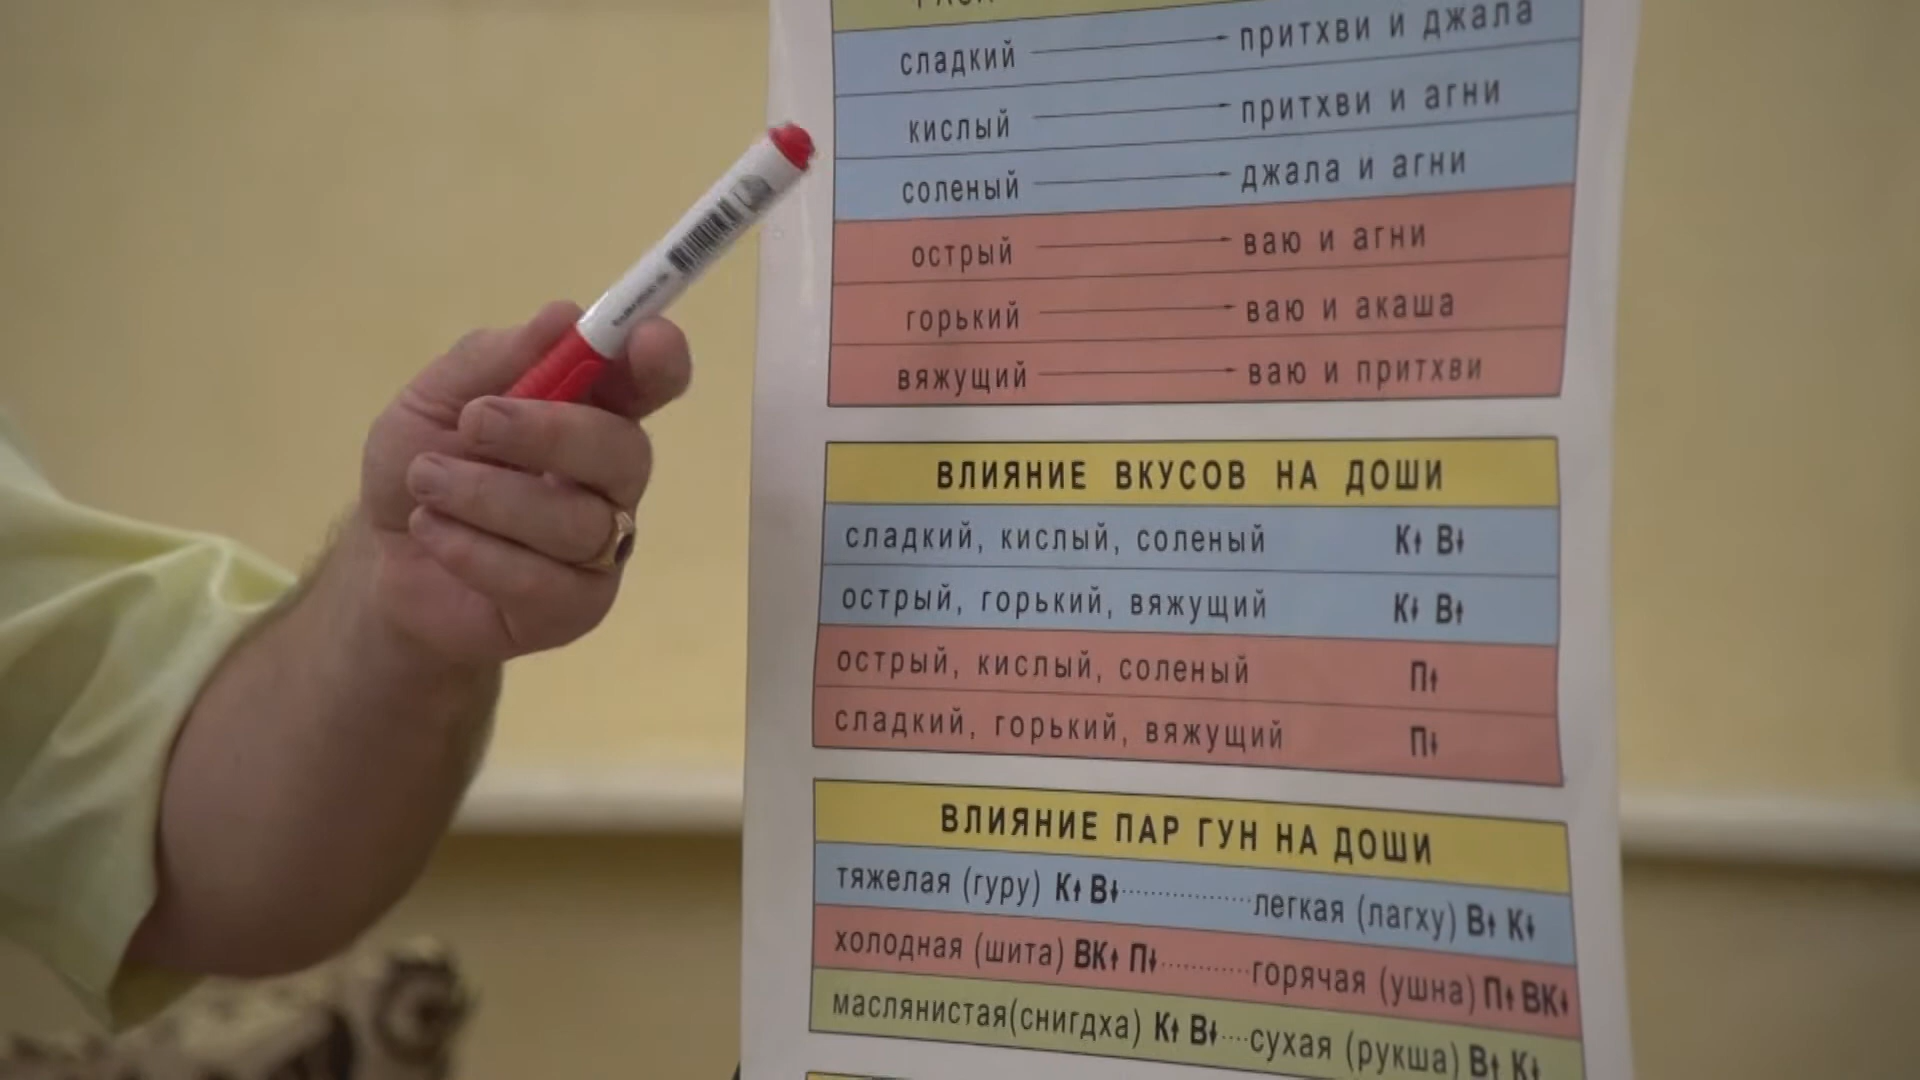 сладкий притхви и джала
кислый притхви и агни
соленый джала и агни
острый ваю и агни
горький ваю и акаша
вяжущий ваю и притхви
ВЛИЯНИЕ ВКУСОВ НА ДОШИ
сладкий, кислый, соленый К↑ В↓
острый, горький, вяжущий К↓ В↑
острый, кислый, соленый П↑
сладкий, горький, вяжущий П↓
ВЛИЯНИЕ ПАР ГУН НА ДОШИ
тяжелая (гуру) К↑ В↓..............легкая (лагху) В↑ К↓
холодная (шита) ВК↑ П↓..........горячая (ушна) П↑ ВК↓
маслянистая(снигдха) К↑ В↓....сухая (рукша) В↑ К↓